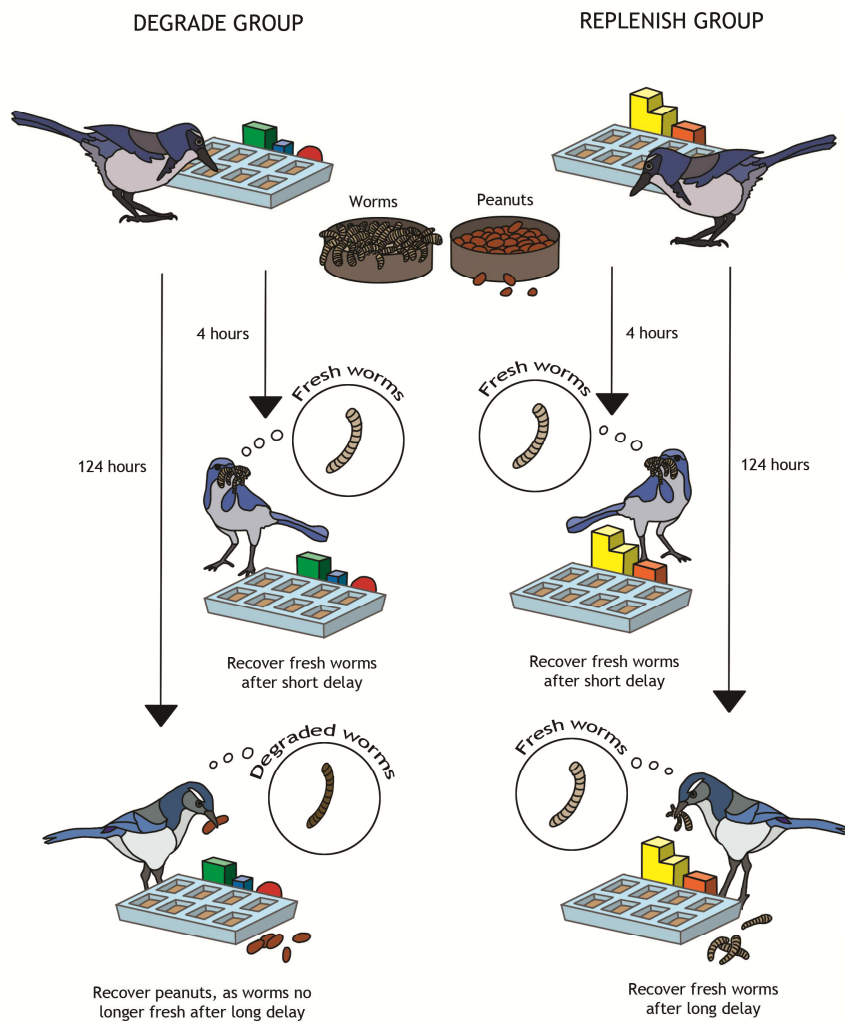 DEGRADE GROUP
REPLENISH GROUP
Worms
Peanuts
4 hours
4 hours
Fresh worms
Fresh worms
124 hours
124 hours
Recover fresh worms
after short delay
Recover fresh worms
after short delay
Degraded worms
Fresh worms
Recover peanuts, as worms no
longer fresh after long delay
Recover fresh worms
after long delay